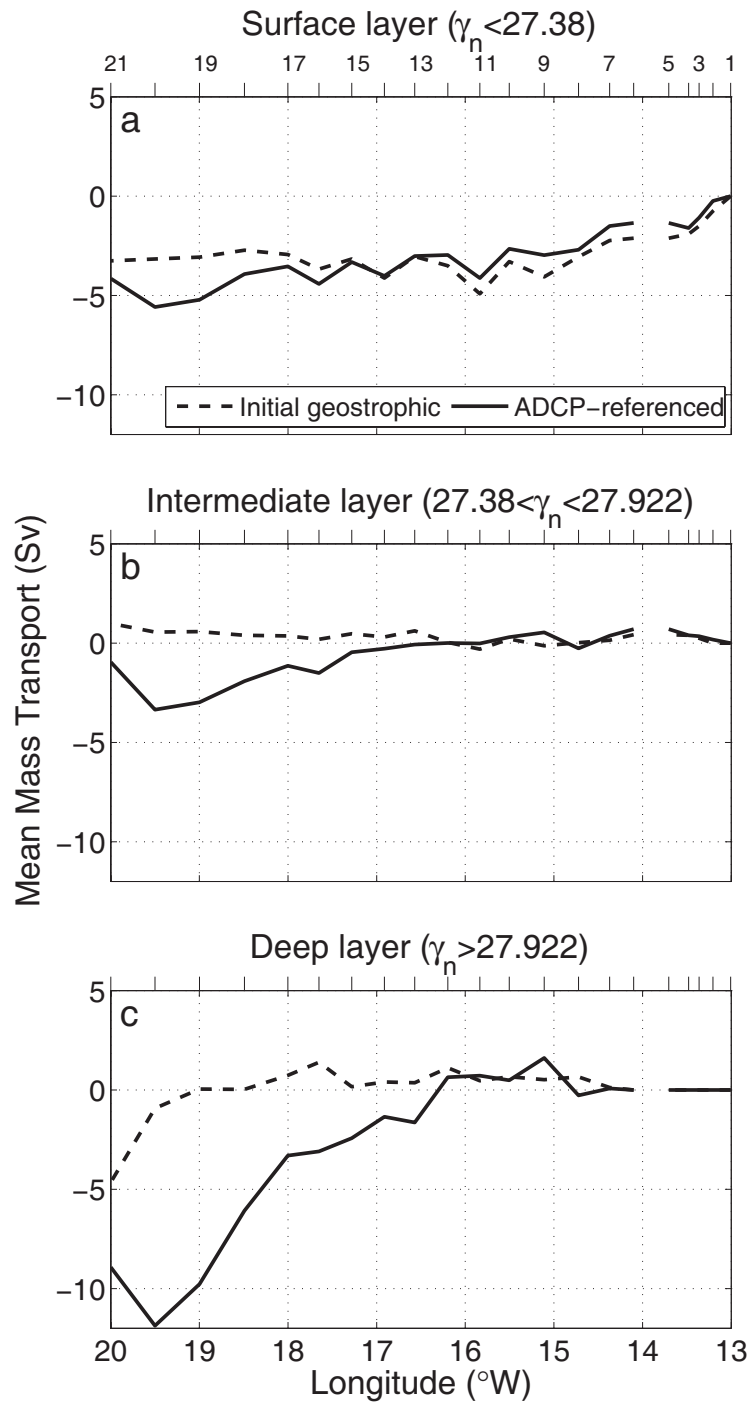 Surface layer (γn<27.38)
21 19 17 15 13 11 9 7 5 3 1
5
a
0
−5
−10
Initial geostrophic ADCP−referenced
Intermediate layer (27.38<γn<27.922)
5
b
0
−5
−10
Mean Mass Transport (Sv)
Deep layer (γn>27.922)
5
c
0
−5
−10
20 19 18 17 16 15 14 13
Longitude (°W)